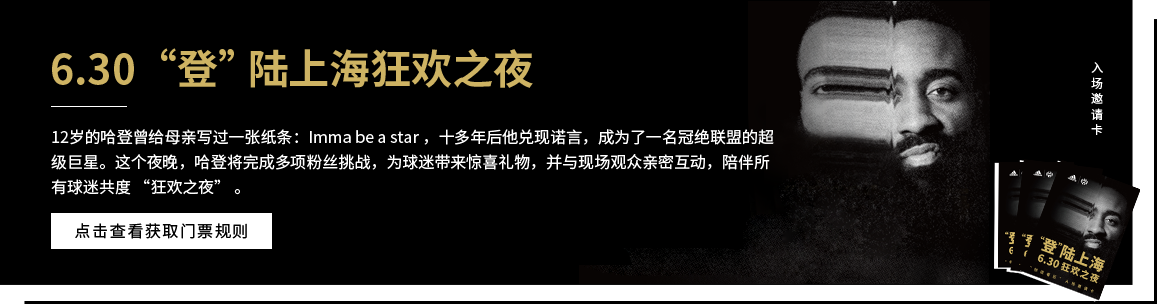 6.30 “登” 陆上海狂欢之夜
12岁的哈登曾给母亲写过一张纸条：Imma be a star ，十多年后他兑现诺言，成为了一名冠绝联盟的超
级巨星。这个夜晚，哈登将完成多项粉丝挑战，为球迷带来惊喜礼物，并与现场观众亲密互动，陪伴所
有球迷共度 “狂欢之夜” 。
点击查看获取门票规则
入场邀请卡
“登”陆上海
6.30 狂欢之夜